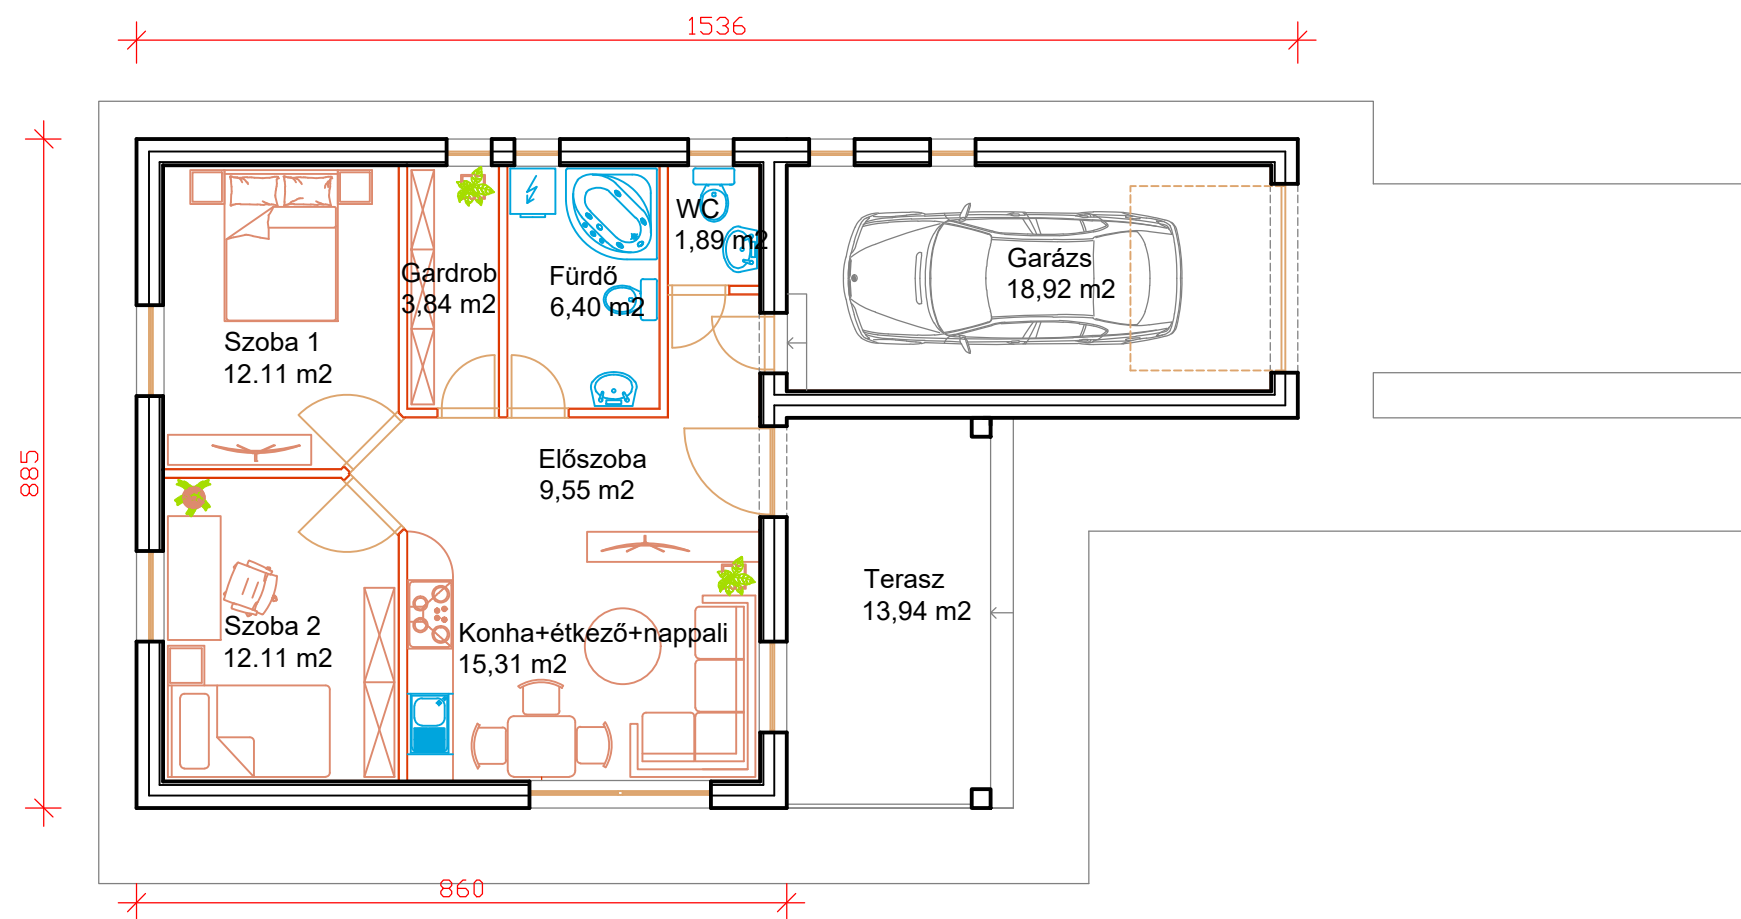 1536
WC
1,89 m2
Garázs
18,92 m2
Gardrob
3,84 m2
Fürdő
6,40 m2
Szoba 1
12.11 m2
885
Előszoba
9,55 m2
Terasz
13,94 m2
Szoba 2
12.11 m2
Konha+étkező+nappali
15,31 m2
860